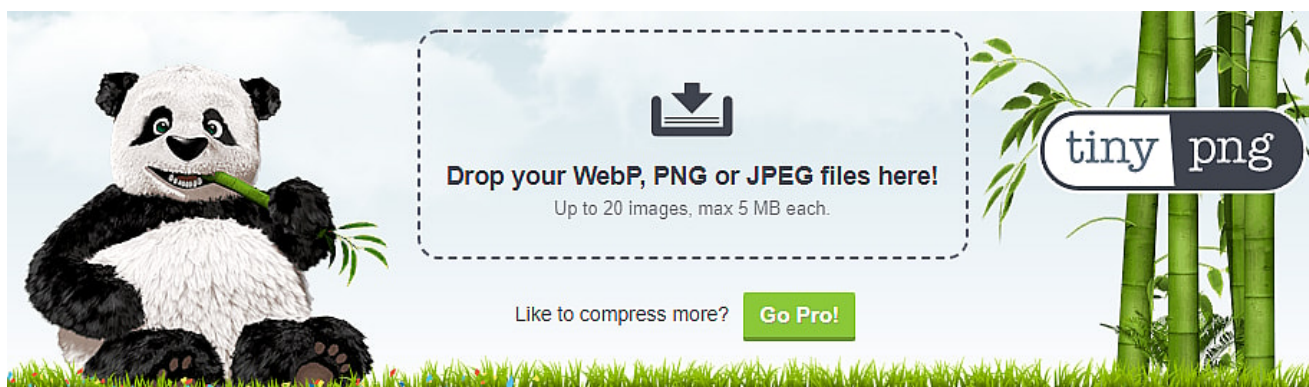 Drop your WebP, PNG or JPEG files here!
Up to 20 images, max 5 MB each.
tiny png
Like to compress more? Go Pro!